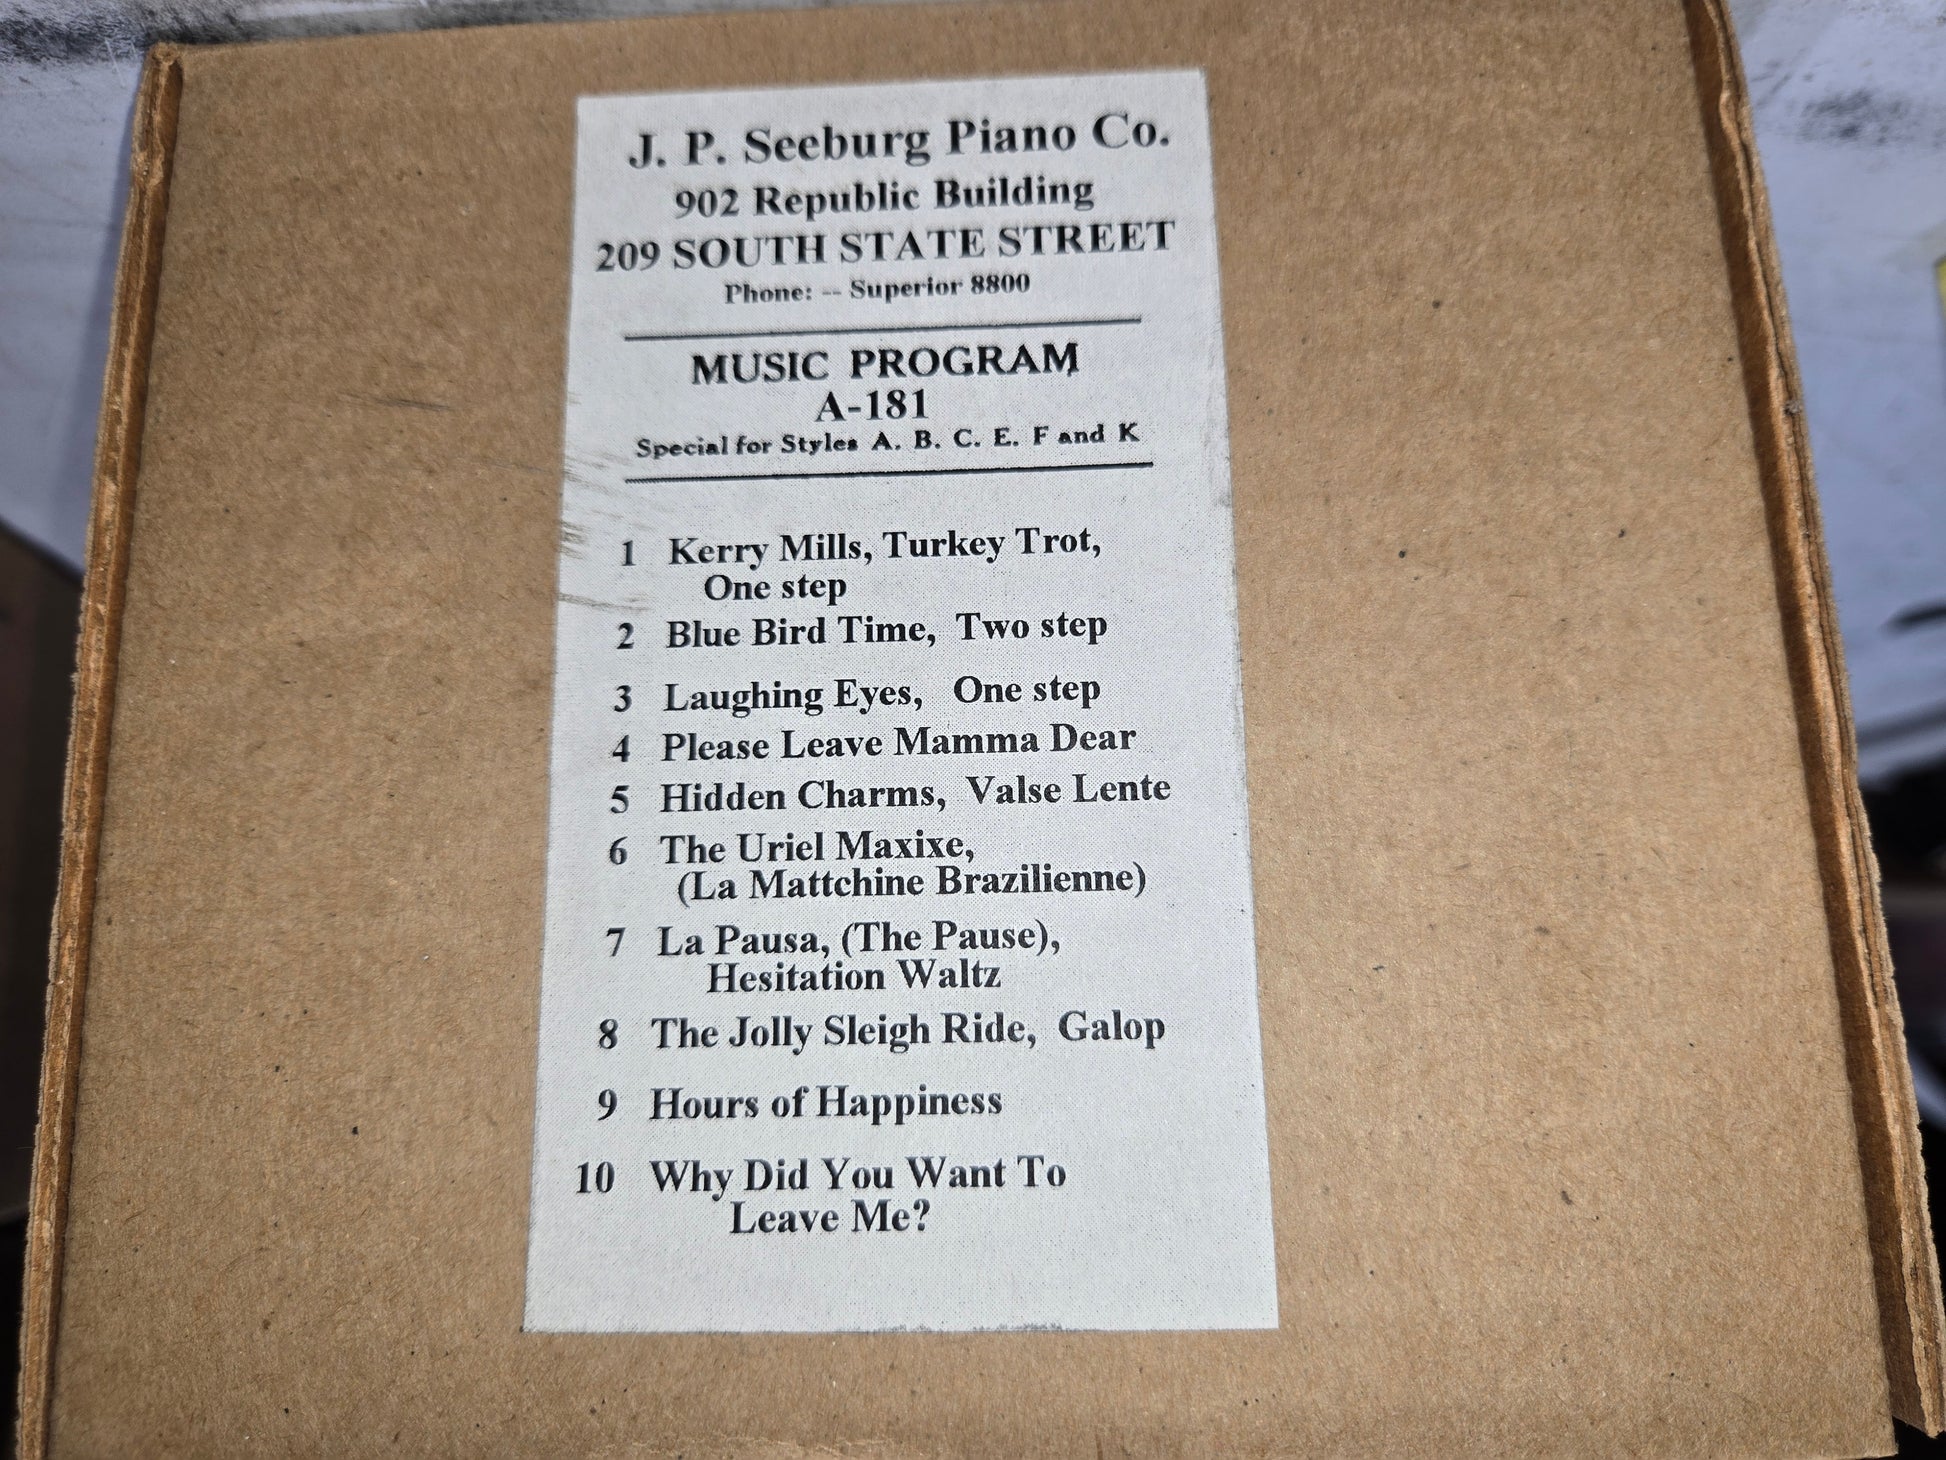 J. P. Seeburg Piano Co.
902 Republic Building
209 SOUTH STATE STREET
Phone: -- Superior 8800
MUSIC PROGRAM
A-181
Special for Styles A. B. C. E. F and K
1 Kerry Mills, Turkey Trot,
One step
2 Blue Bird Time, Two step
3 Laughing Eyes, One step
4 Please Leave Mamma Dear
5 Hidden Charms, Valse Lente
6 The Uriel Maxixe,
(La Mattchine Brazilienne)
7 La Pausa, (The Pause),
Hesitation Waltz
8 The Jolly Sleigh Ride, Galop
9 Hours of Happiness
10 Why Did You Want To
Leave Me?